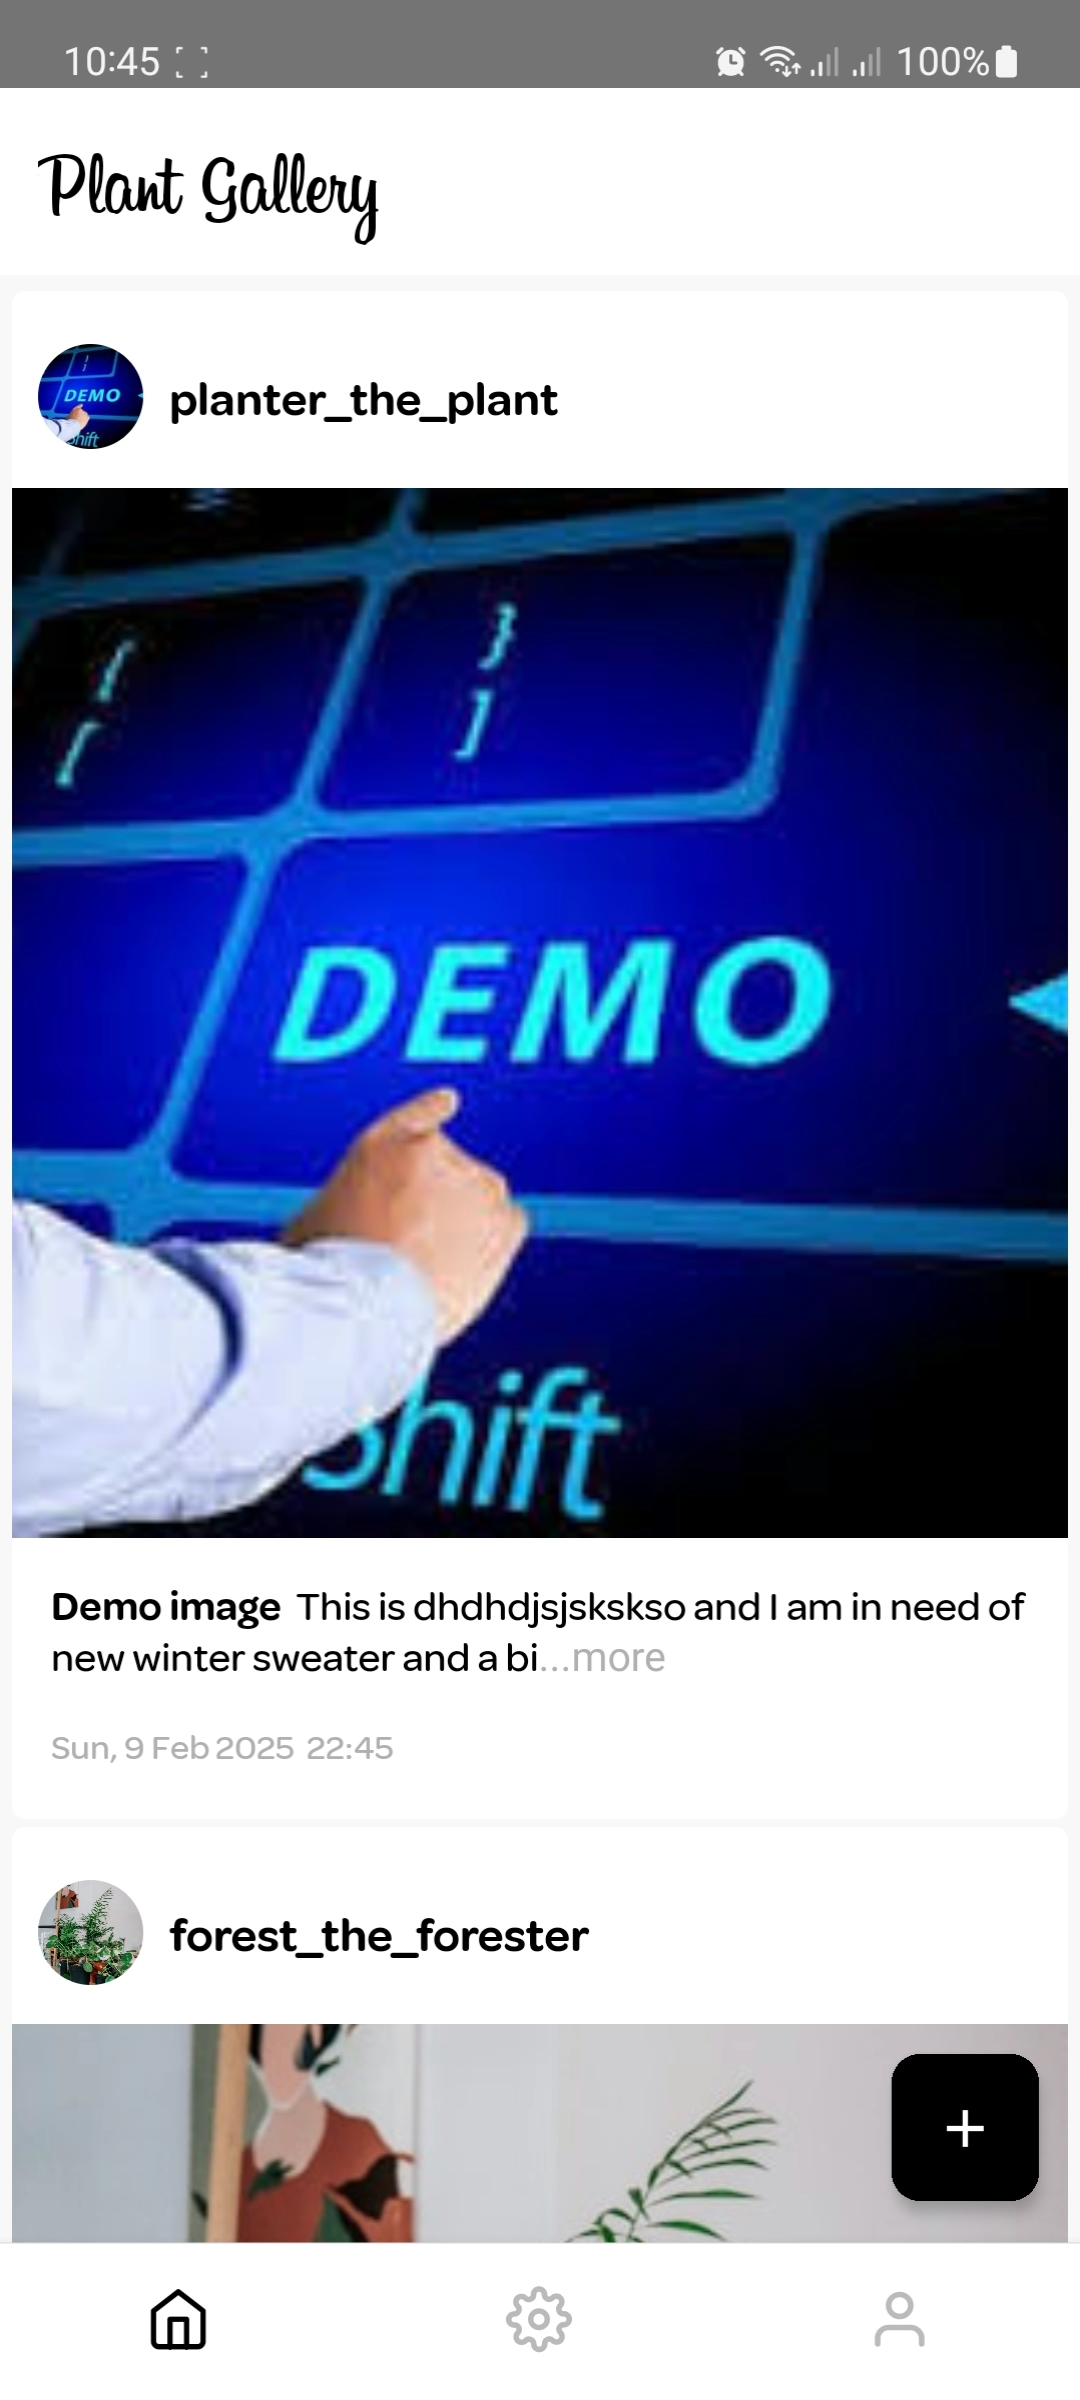 10:45
100%
Plant Gallery
DEMO
Shift
planter_the_plant
{ }
[ ]
DEMO
Shift
Demo image This is dhdhdjsjskskso and I am in need of
new winter sweater and a bi...more
Sun, 9 Feb 2025 22:45
forest_the_forester
+